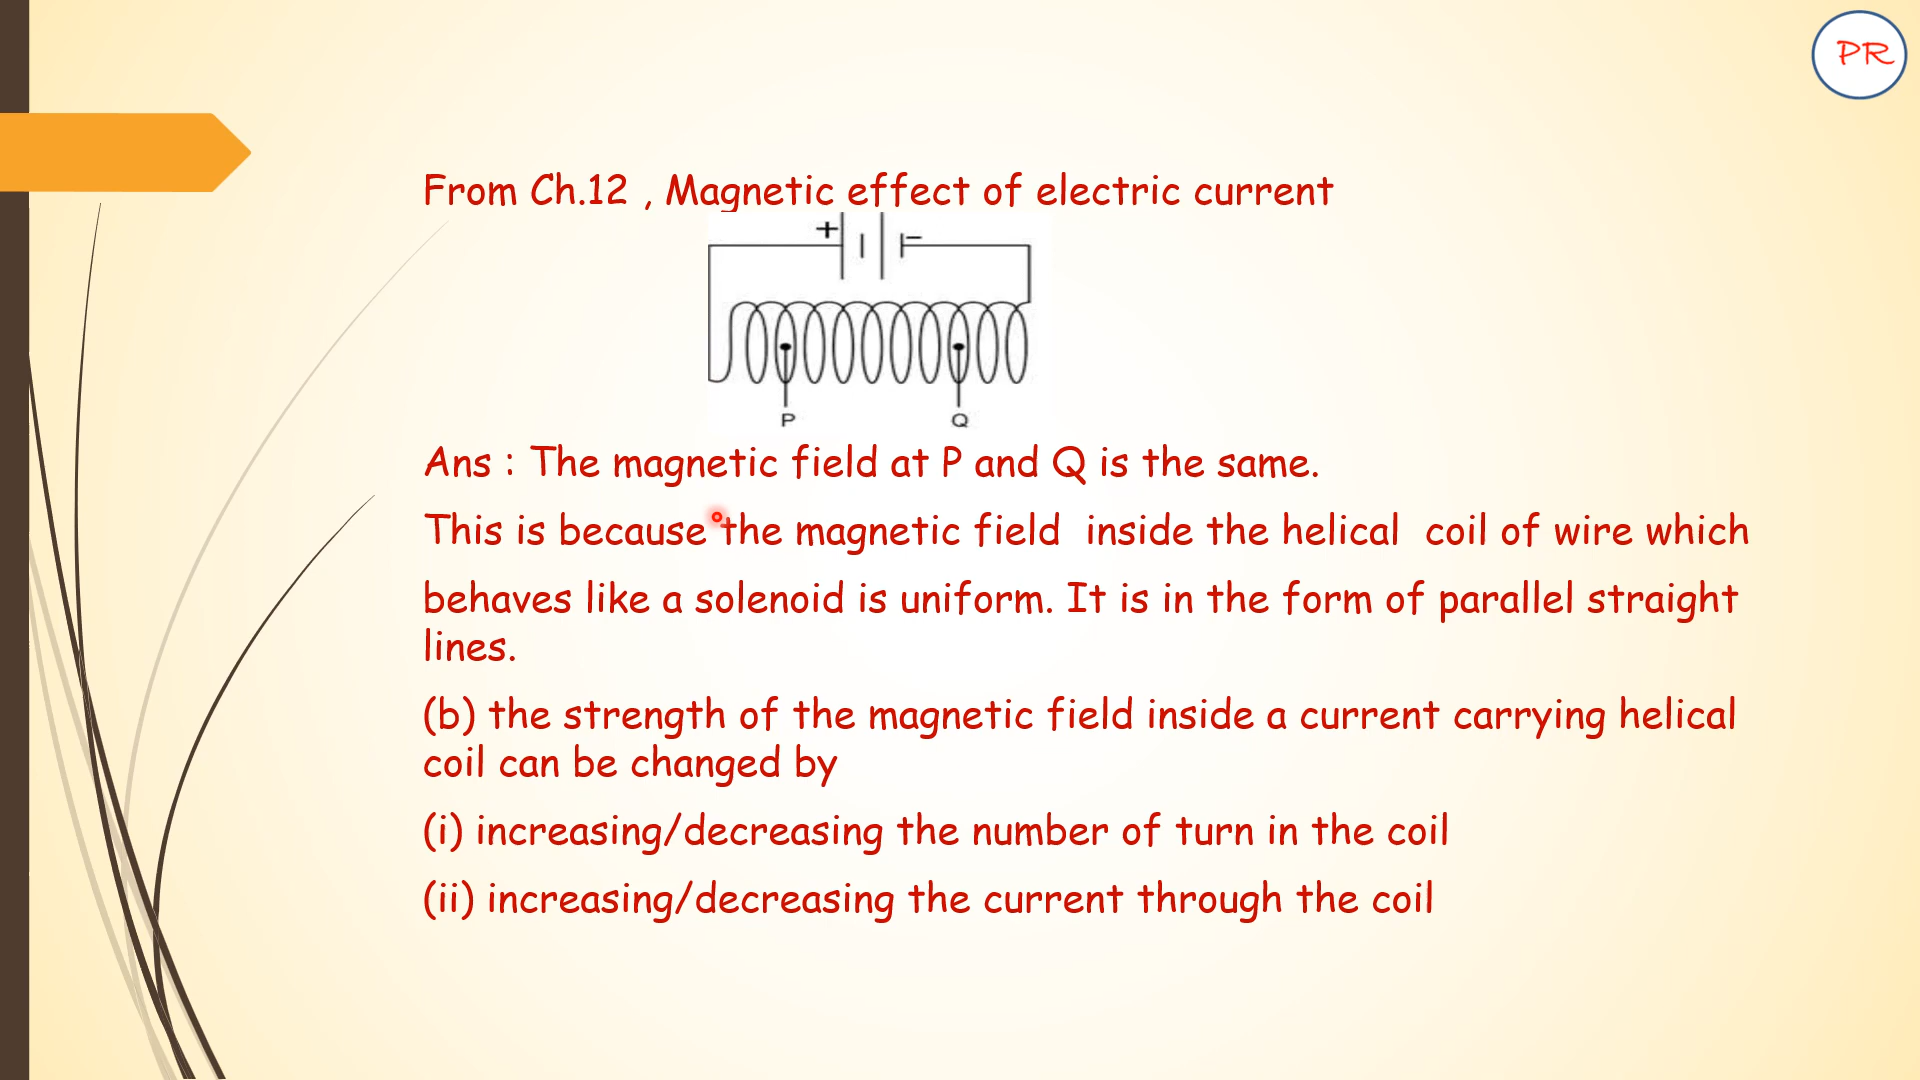 PR
From Ch.12 , Magnetic effect of electric current
+ -
P Q
Ans : The magnetic field at P and Q is the same.
This is because the magnetic field inside the helical coil of wire which
behaves like a solenoid is uniform. It is in the form of parallel straight
lines.
(b) the strength of the magnetic field inside a current carrying helical
coil can be changed by
(i) increasing/decreasing the number of turn in the coil
(ii) increasing/decreasing the current through the coil